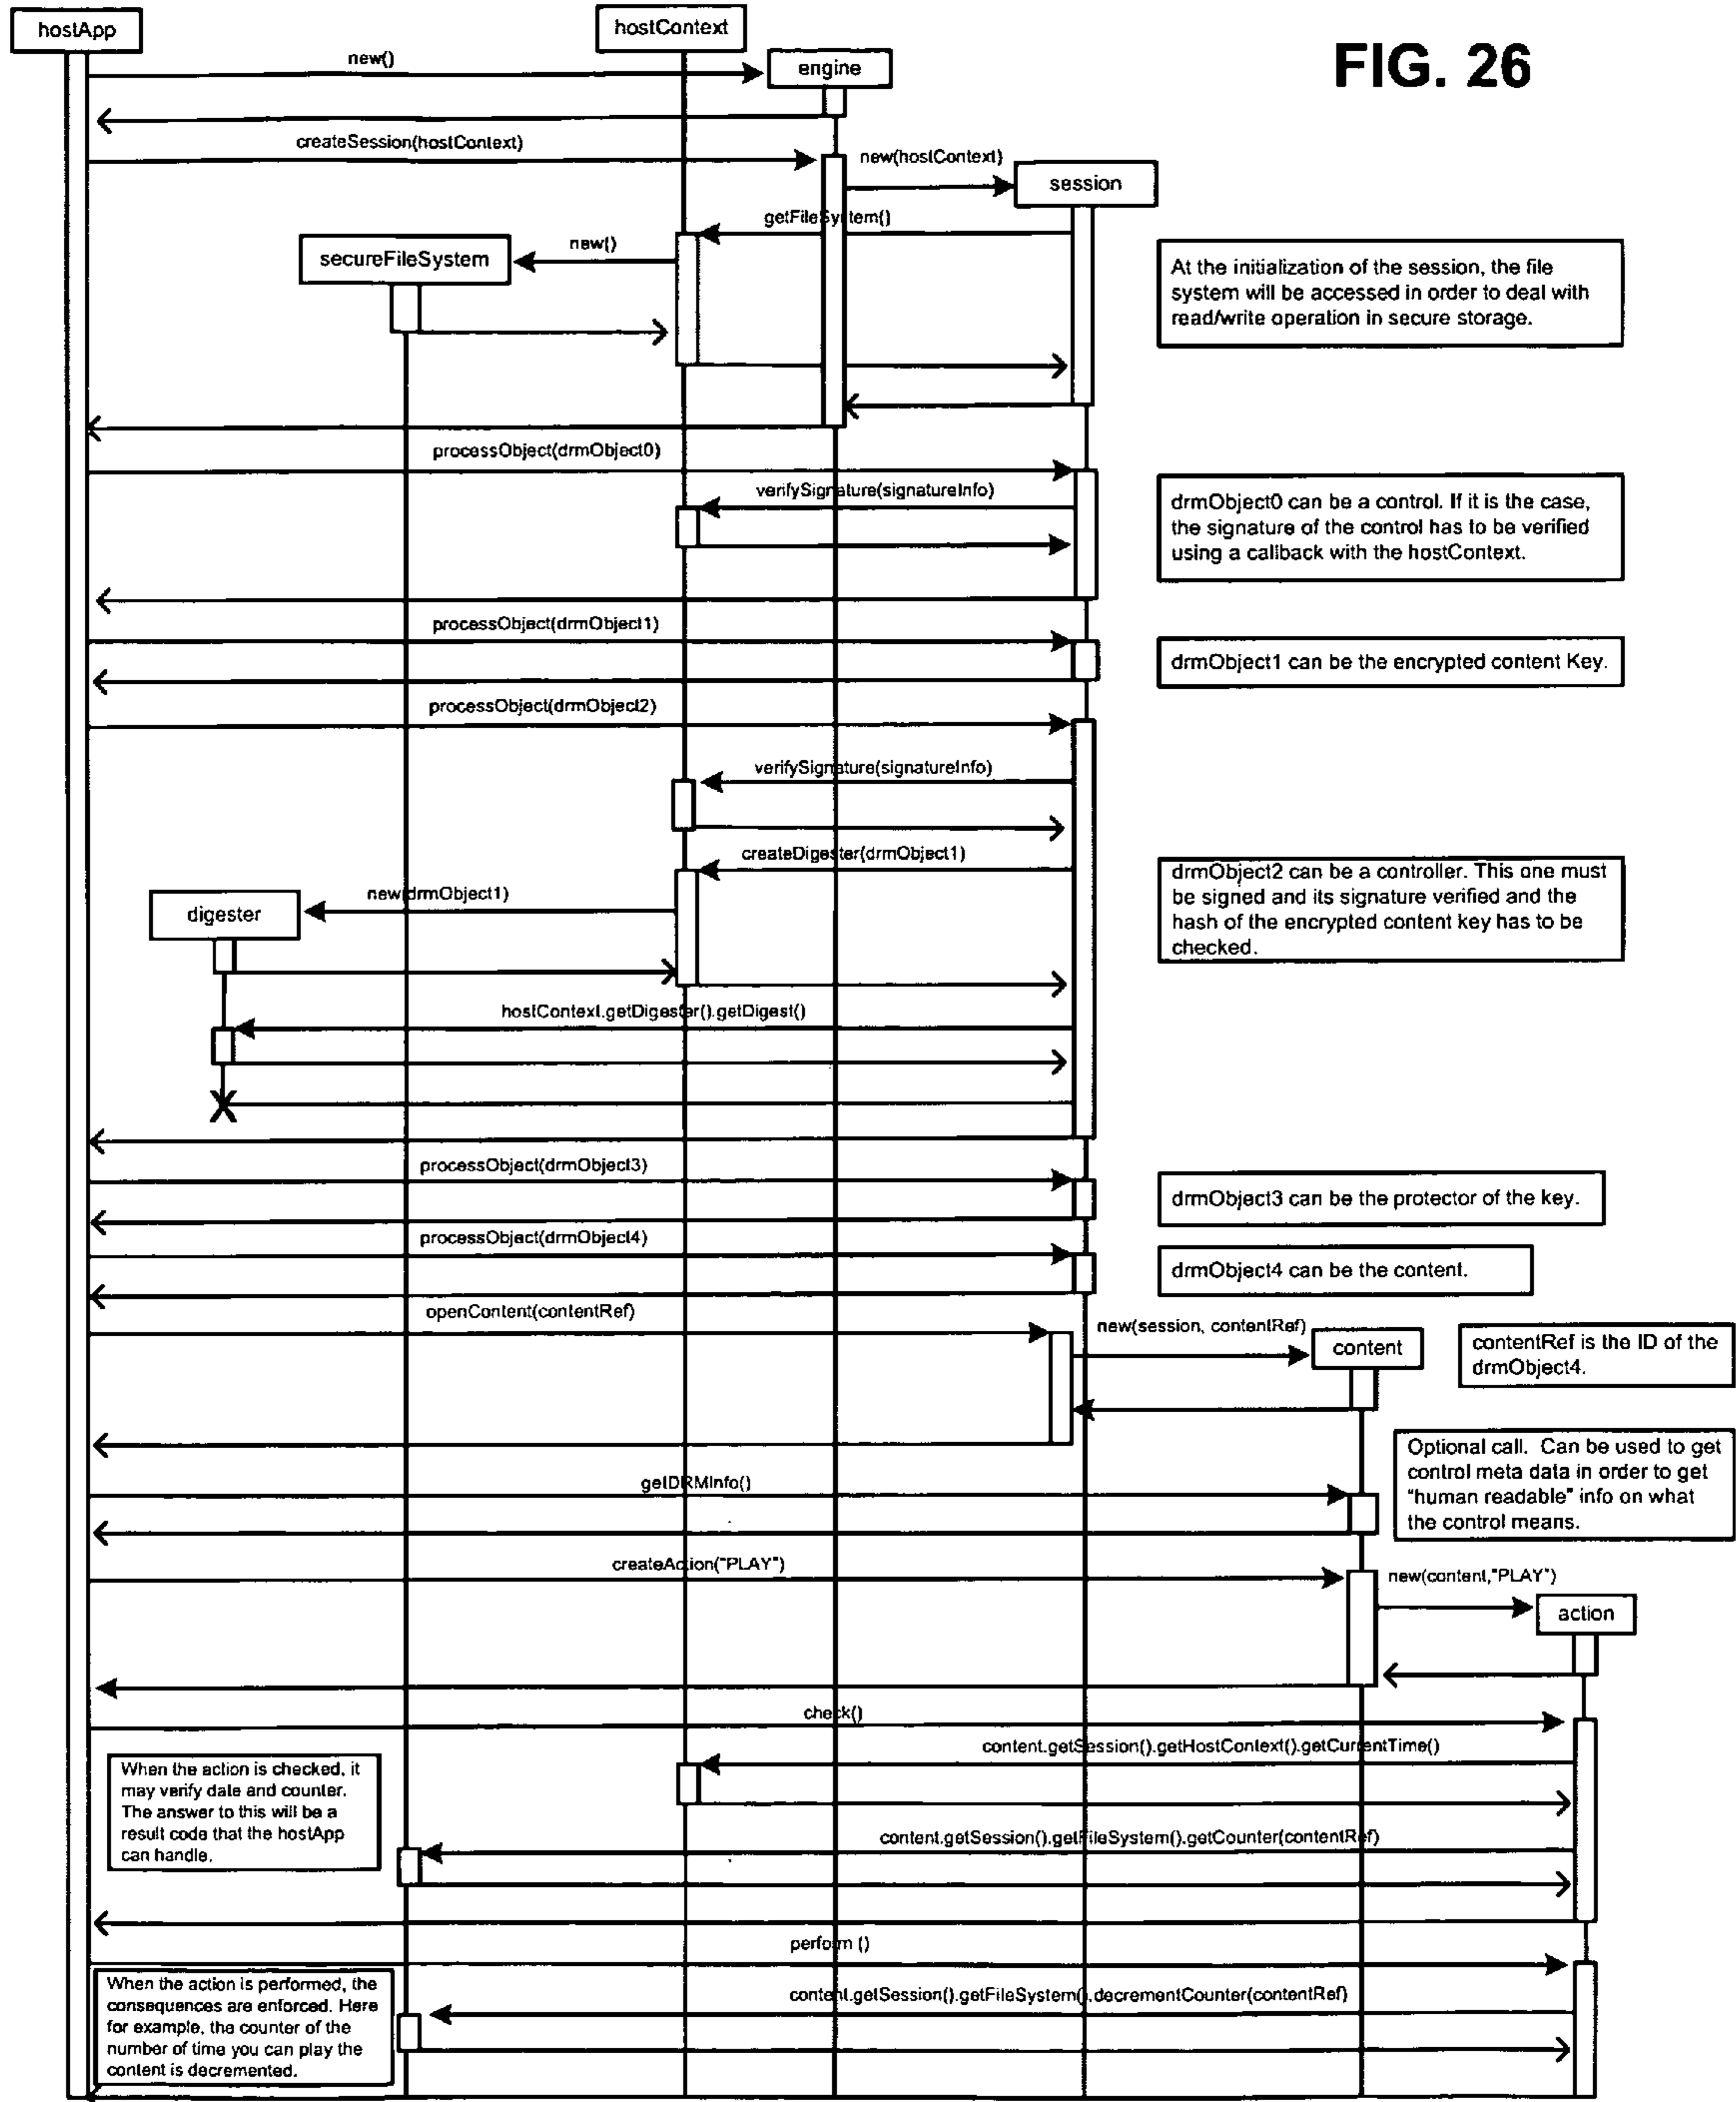 hostApp
hostContext
FIG. 26
new()
engine
createSession(hostContext)
new(hostContext)
session
getFileSystem()
new()
secureFileSystem
At the initialization of the session, the file
system will be accessed in order to deal with
read/write operation in secure storage.
processObject(drmObject0)
verifySignature(signatureInfo)
drmObject0 can be a control. If it is the case,
the signature of the control has to be verified
using a callback with the hostContext.
processObject(drmObject1)
drmObject1 can be the encrypted content Key.
processObject(drmObject2)
verifySignature(signatureInfo)
createDigester(drmObject1)
new(drmObject1)
digester
drmObject2 can be a controller. This one must
be signed and its signature verified and the
hash of the encrypted content key has to be
checked.
hostContext.getDigester().getDigest()
processObject(drmObject3)
drmObject3 can be the protector of the key.
processObject(drmObject4)
drmObject4 can be the content.
openContent(contentRef)
new(session, contentRef)
content
contentRef is the ID of the
drmObject4.
Optional call. Can be used to get
control meta data in order to get
"human readable" info on what
the control means.
getDRMInfo()
createAction("PLAY")
new(content,"PLAY")
action
check()
content.getSession().getHostContext().getCurrentTime()
When the action is checked, it
may verify date and counter.
The answer to this will be a
result code that the hostApp
can handle.
content.getSession().getFileSystem().getCounter(contentRef)
perform ()
When the action is performed, the
consequences are enforced. Here
for example, the counter of the
number of time you can play the
content is decremented.
content.getSession().getFileSystem().decrementCounter(contentRef)